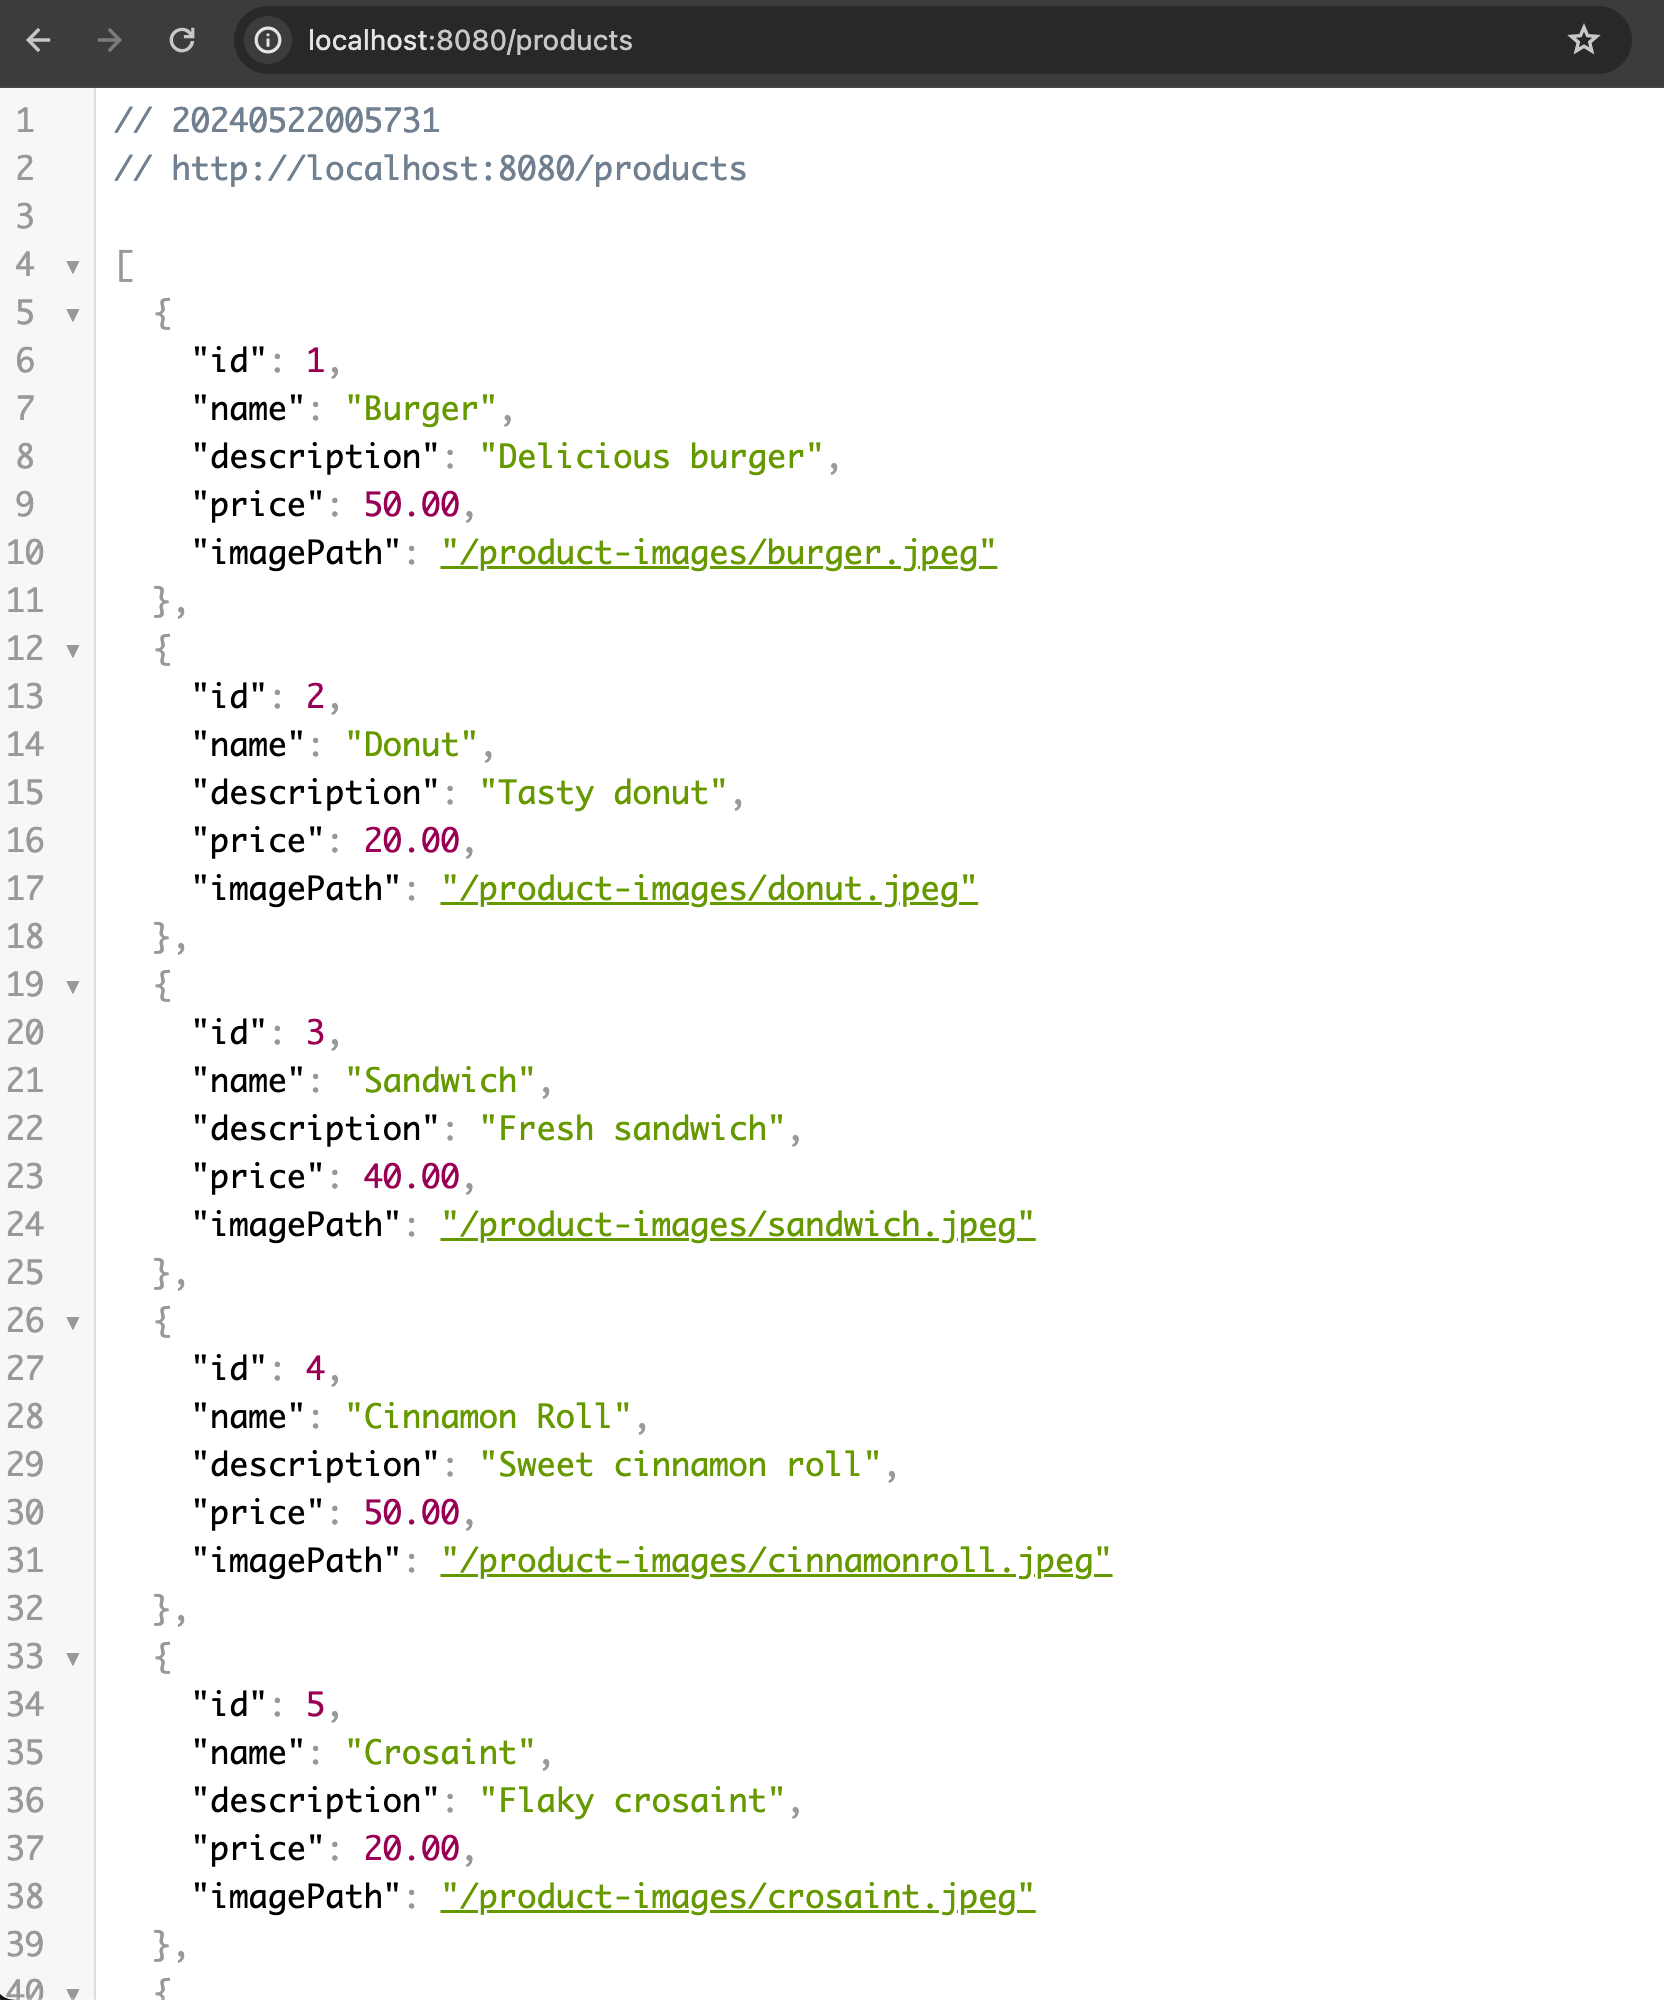 localhost:8080/products
1 // 20240522005731
2 // http://localhost:8080/products
3
4 [
5 {
6 "id": 1,
7 "name": "Burger",
8 "description": "Delicious burger",
9 "price": 50.00,
10 "imagePath": "/product-images/burger.jpeg"
11 },
12 {
13 "id": 2,
14 "name": "Donut",
15 "description": "Tasty donut",
16 "price": 20.00,
17 "imagePath": "/product-images/donut.jpeg"
18 },
19 {
20 "id": 3,
21 "name": "Sandwich",
22 "description": "Fresh sandwich",
23 "price": 40.00,
24 "imagePath": "/product-images/sandwich.jpeg"
25 },
26 {
27 "id": 4,
28 "name": "Cinnamon Roll",
29 "description": "Sweet cinnamon roll",
30 "price": 50.00,
31 "imagePath": "/product-images/cinnamonroll.jpeg"
32 },
33 {
34 "id": 5,
35 "name": "Crosaint",
36 "description": "Flaky crosaint",
37 "price": 20.00,
38 "imagePath": "/product-images/crosaint.jpeg"
39 },
40 {